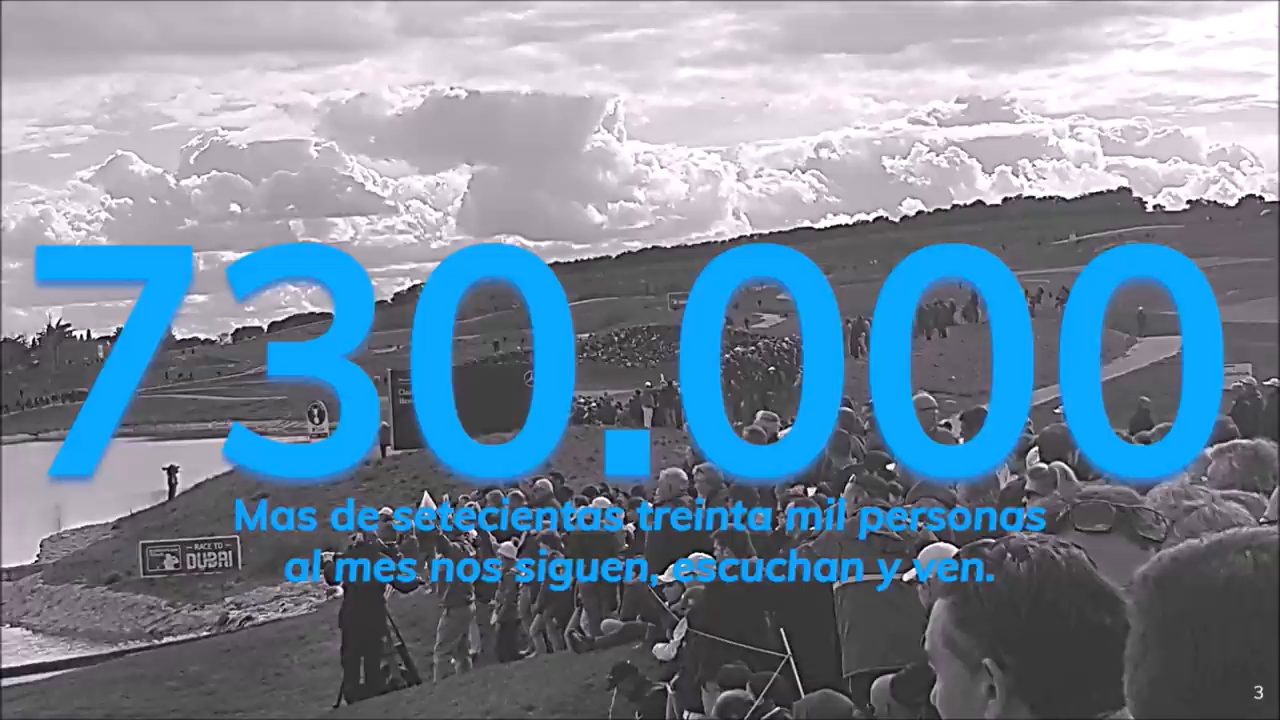 730.000
Mas de setecientas treinta mil personas
al mes nos siguen, escuchan y ven.
RACE TO
DUBAI
3